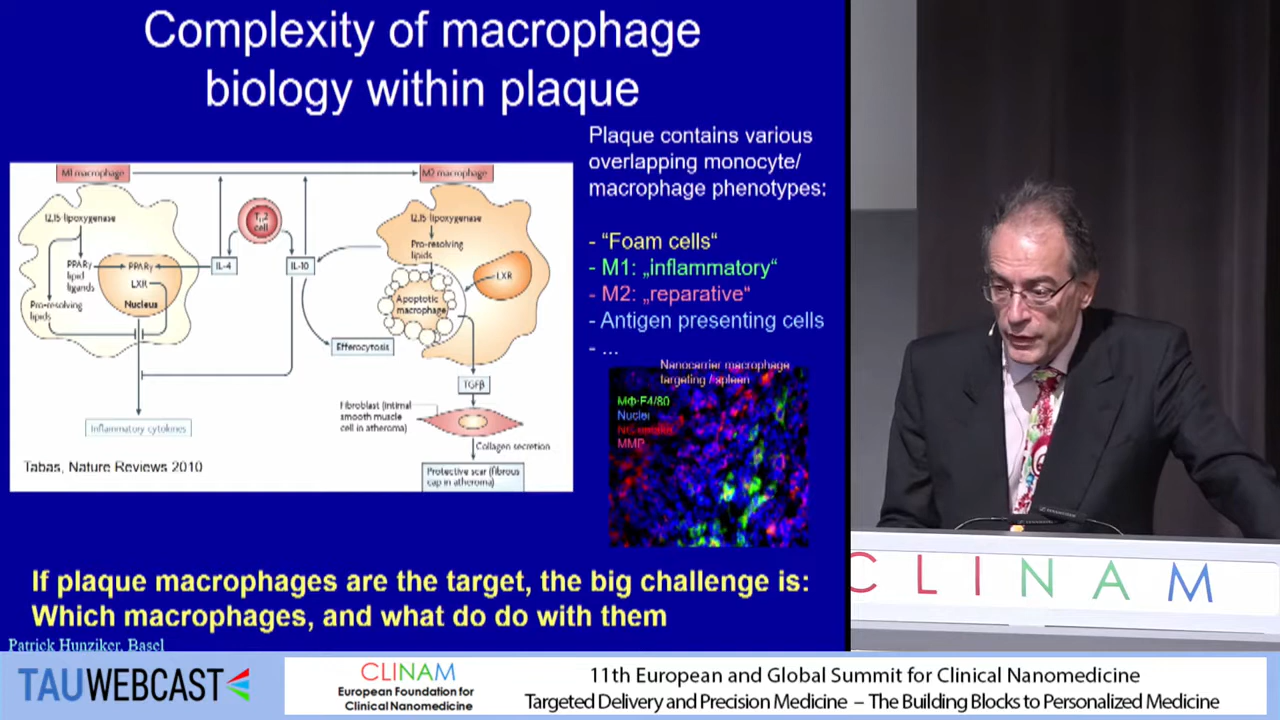 Complexity of macrophage
biology within plaque
Plaque contains various
overlapping monocyte/
macrophage phenotypes:
- "Foam cells"
- M1: „inflammatory"
- M2: „reparative"
- Antigen presenting cells
- ...
M1 macrophage
M2 macrophage
12,15 lipoxygenase
PPARγ
lipid
ligands
PPARγ
LXR
Nucleus
Pro-resolving
lipids
TH2
cell
IL-4
IL-10
12,15 lipoxygenase
Pro-resolving
lipids
LXR
Apoptotic
macrophage
Efferocytosis
TGFβ
Fibroblast (intimal
smooth muscle
cell in atheroma)
Collagen secretion
Inflammatory cytokines
Protective scar (fibrous
cap in atheroma)
Tabas, Nature Reviews 2010
Nanocarrier macrophage
targeting / spleen
MΦ:F4/80
Nuclei
MMP
If plaque macrophages are the target, the big challenge is:
Which macrophages, and what do do with them
Patrick Hunziker, Basel
CLINAM
TAUWEBCAST
CLINAM
European Foundation for
Clinical Nanomedicine
11th European and Global Summit for Clinical Nanomedicine
Targeted Delivery and Precision Medicine – The Building Blocks to Personalized Medicine